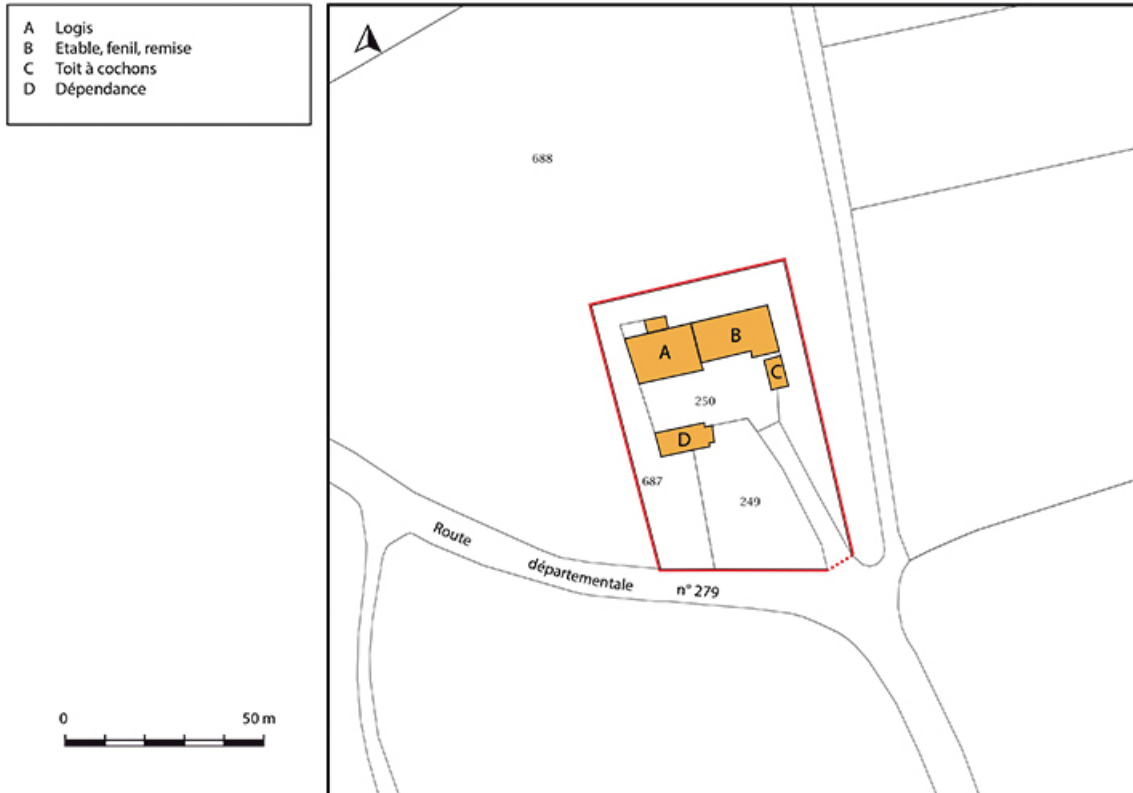 A Logis
B Etable, fenil, remise
C Toit à cochons
D Dépendance
688
A
B
C
250
D
687
249
Route
départementale
n° 279
0 50 m